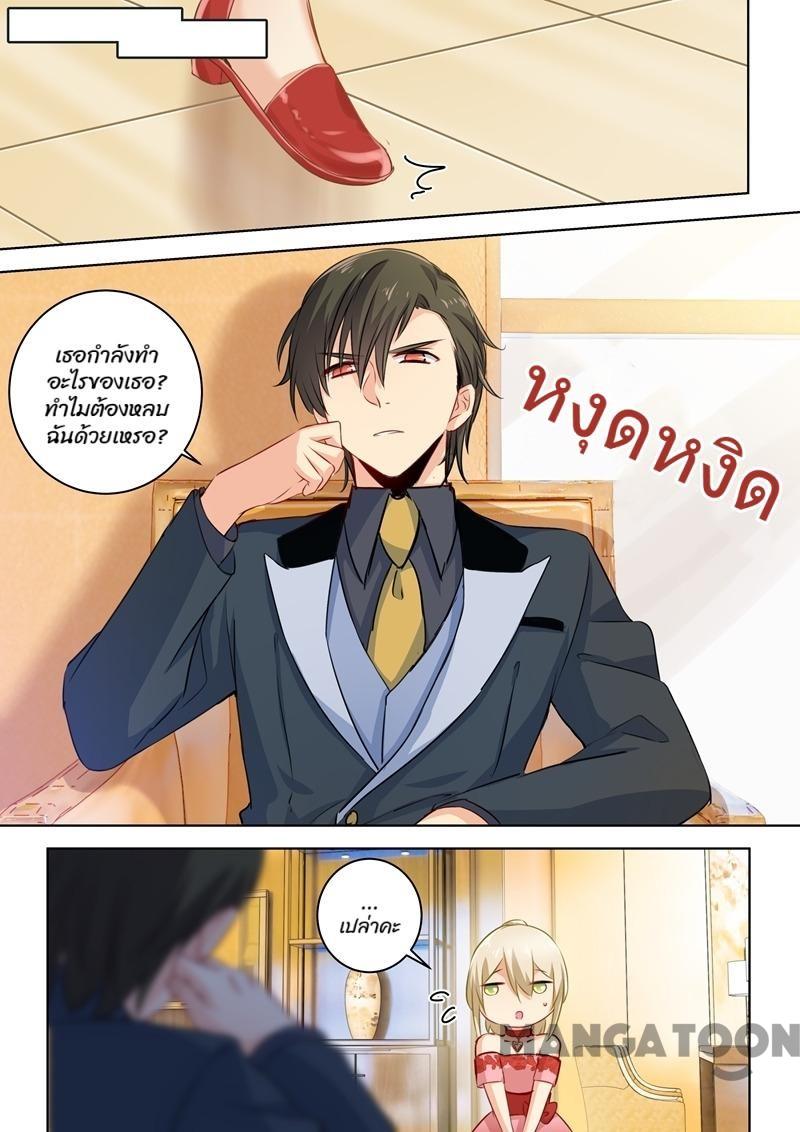 เธอกำลังทำ
อะไรของเธอ?
ทำไมต้องหลบ
ฉันด้วยเหรอ?
หงุดหงิด
...
เปล่าคะ
MANGATOON